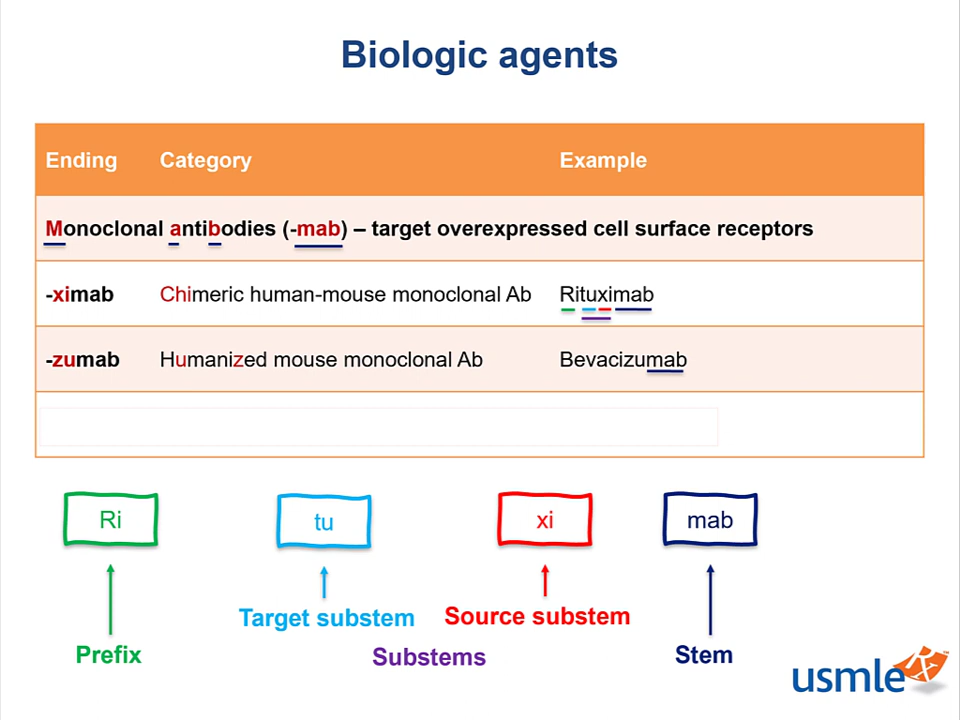 Biologic agents
Ending Category Example
Monoclonal antibodies (-mab) – target overexpressed cell surface receptors
-ximab Chimeric human-mouse monoclonal Ab Rituximab
-zumab Humanized mouse monoclonal Ab Bevacizumab
Ri tu xi mab
Target substem Source substem
Prefix Substems Stem
usmle Rx™